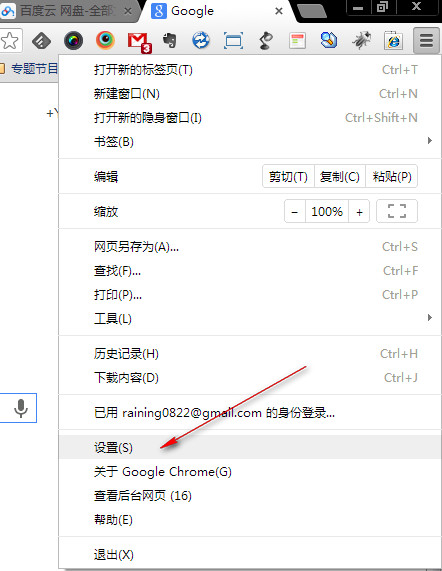 百度云 网盘-全部
Google
3
专题节目
+Y
打开新的标签页(T) Ctrl+T
新建窗口(N) Ctrl+N
打开新的隐身窗口(I) Ctrl+Shift+N
书签(B)
编辑 剪切(T) 复制(C) 粘贴(P)
缩放 − 100% +
网页另存为(A)... Ctrl+S
查找(F)... Ctrl+F
打印(P)... Ctrl+P
工具(L)
历史记录(H) Ctrl+H
下载内容(D) Ctrl+J
已用 raining0822@gmail.com 的身份登录...
设置(S)
关于 Google Chrome(G)
查看后台网页 (16)
帮助(E)
退出(X)